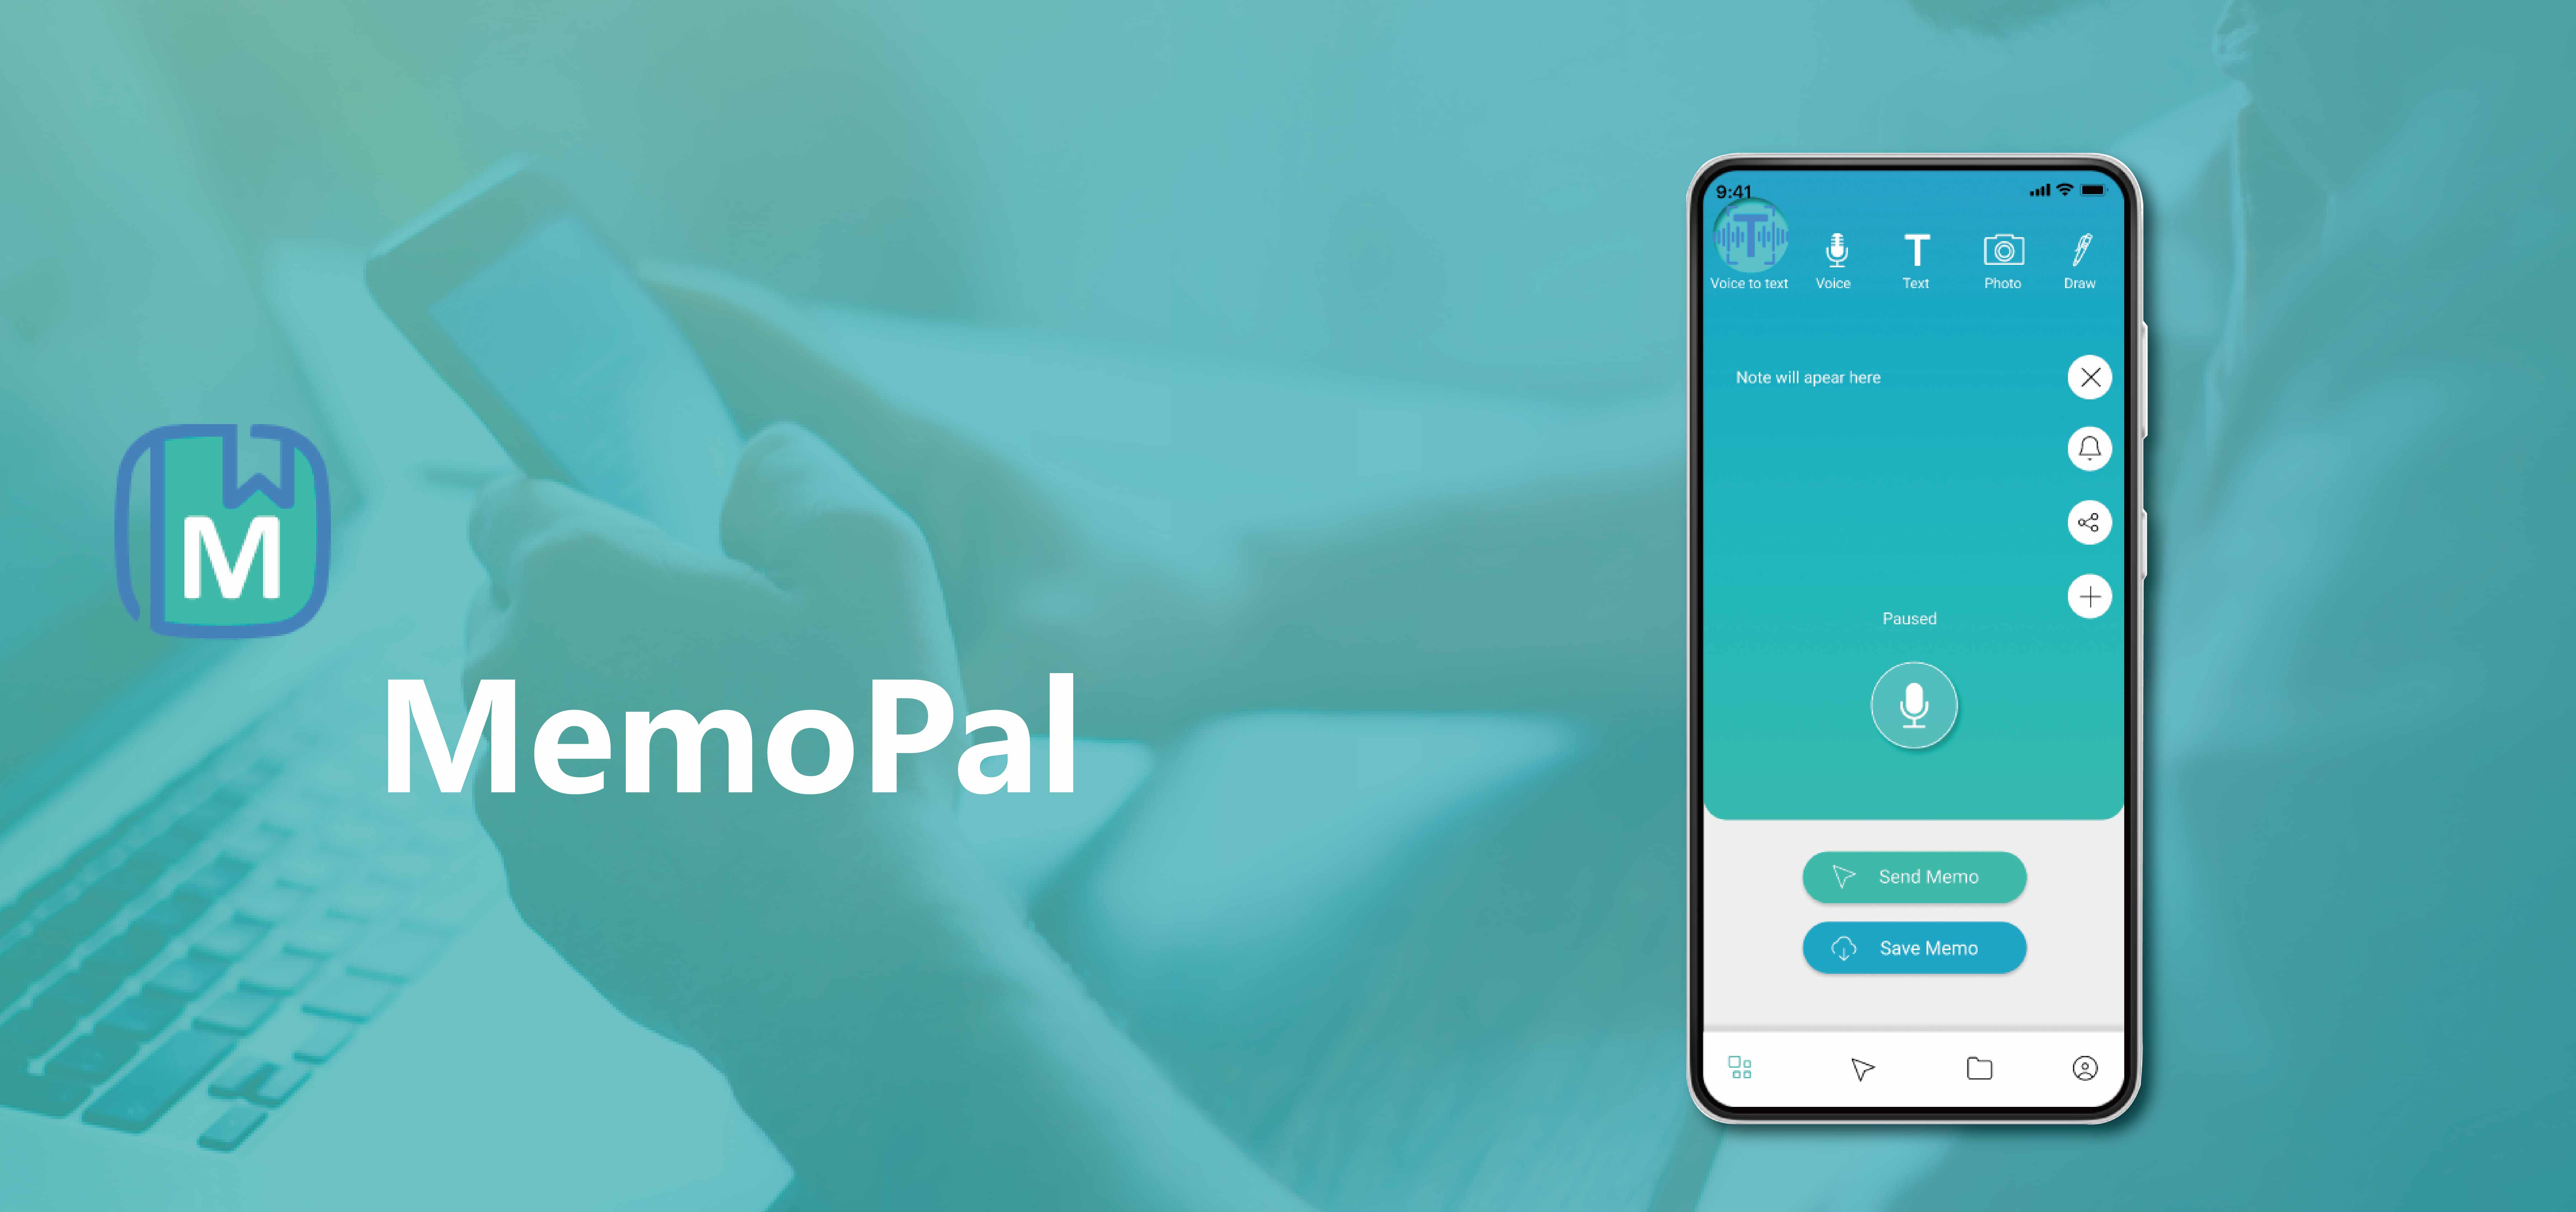 M
MemoPal
9:41
Voice to text
Voice
T
Text
Photo
Draw
Note will apear here
Paused
Send Memo
Save Memo